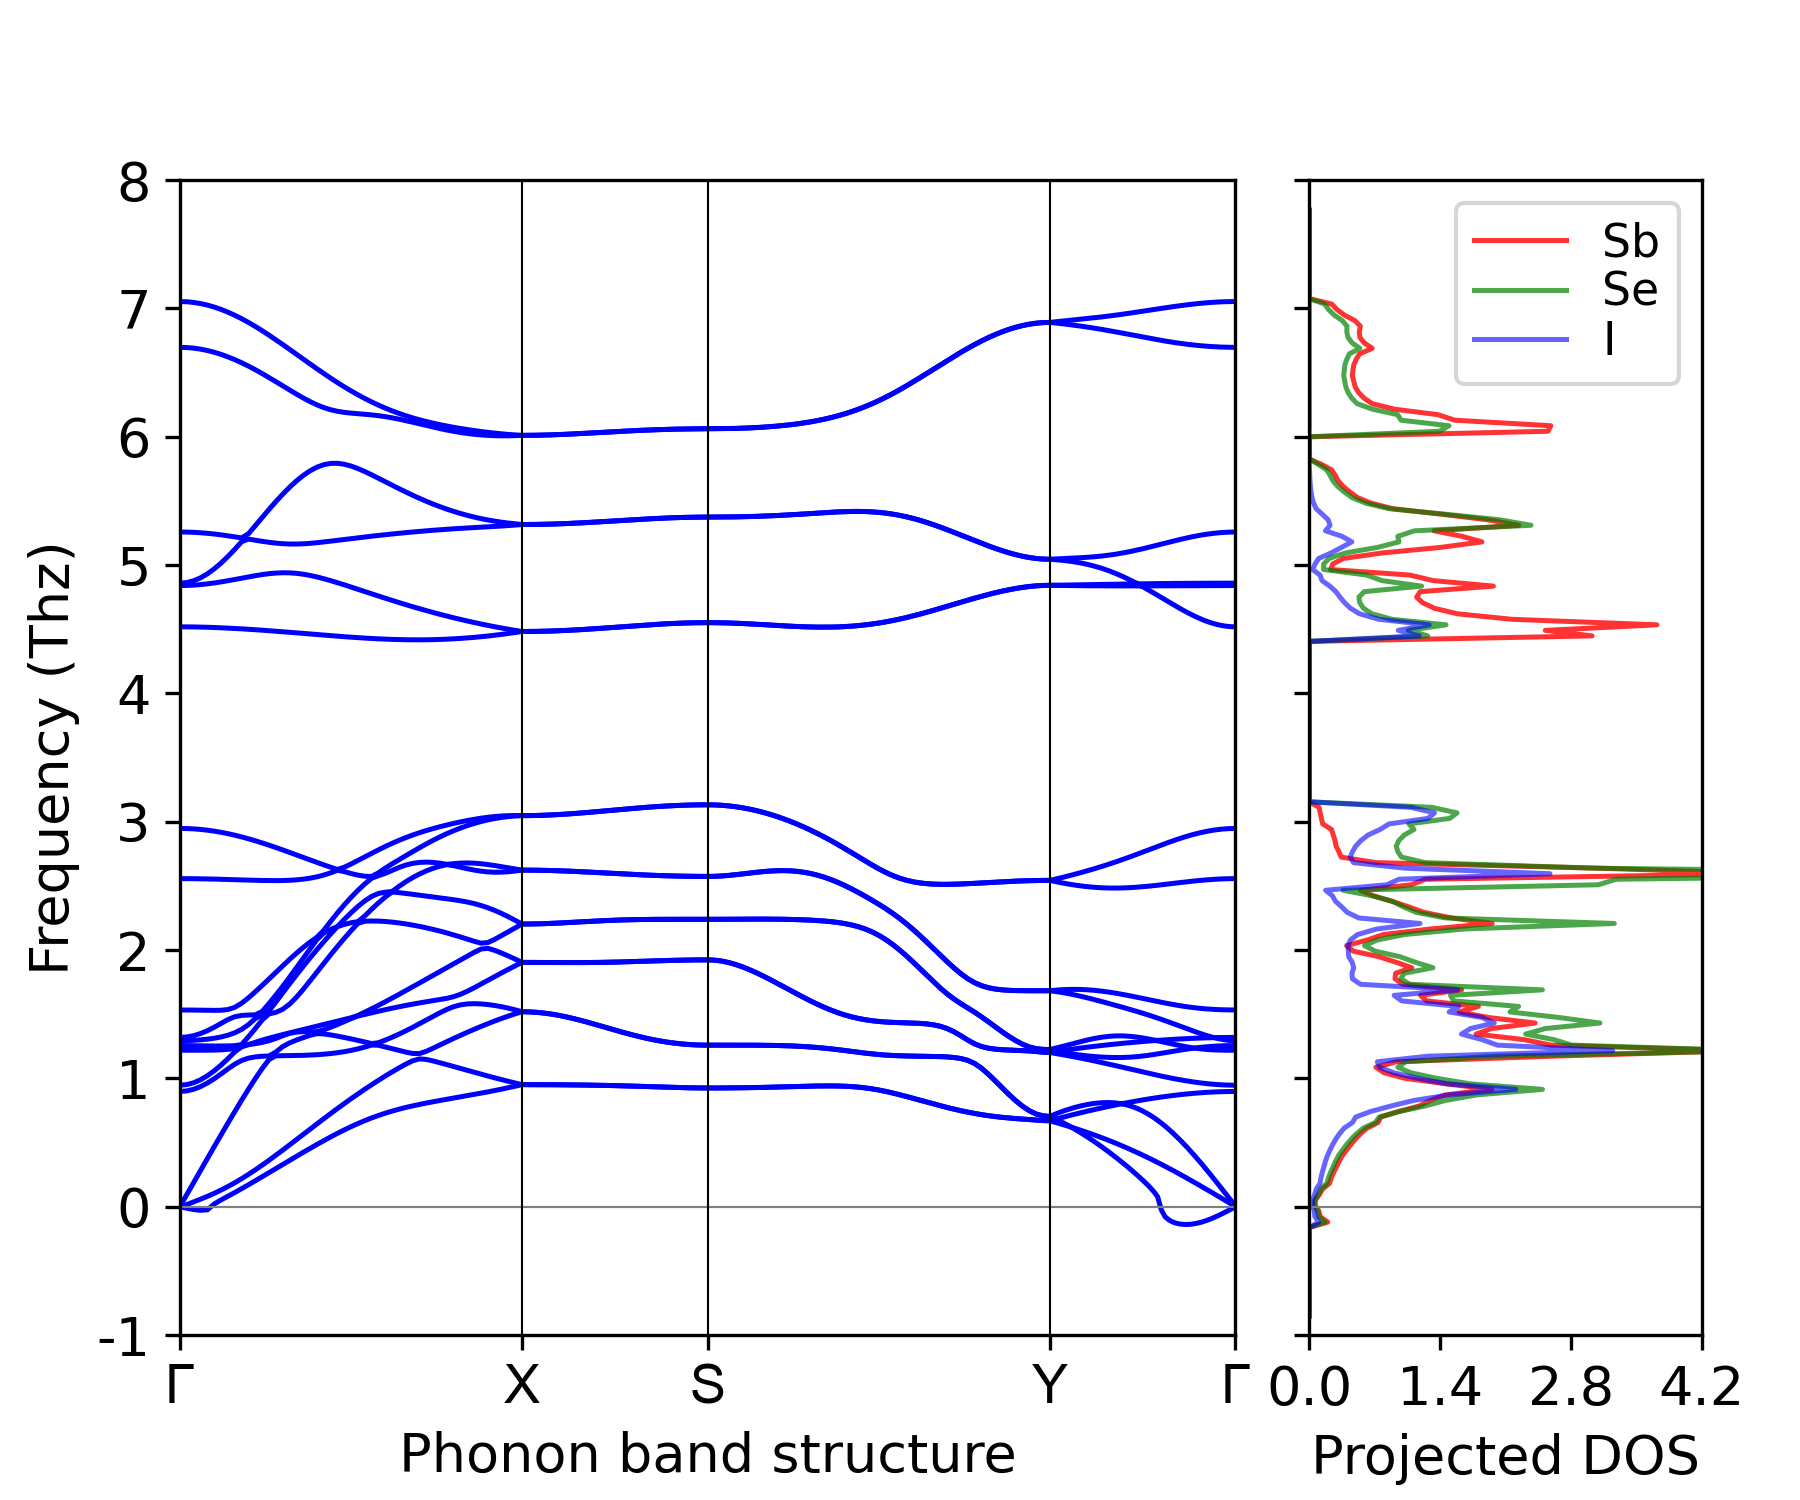 8
7
6
5
4
3
2
1
0
-1
Frequency (Thz)
Γ X S Y Γ
Phonon band structure
Sb
Se
I
0.0 1.4 2.8 4.2
Projected DOS